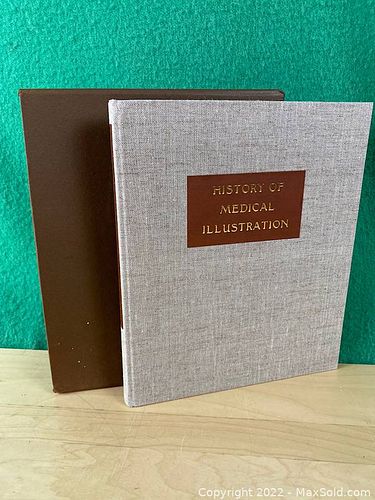 HISTORY OF
MEDICAL
ILLUSTRATION
Copyright 2022 - MaxSold.com